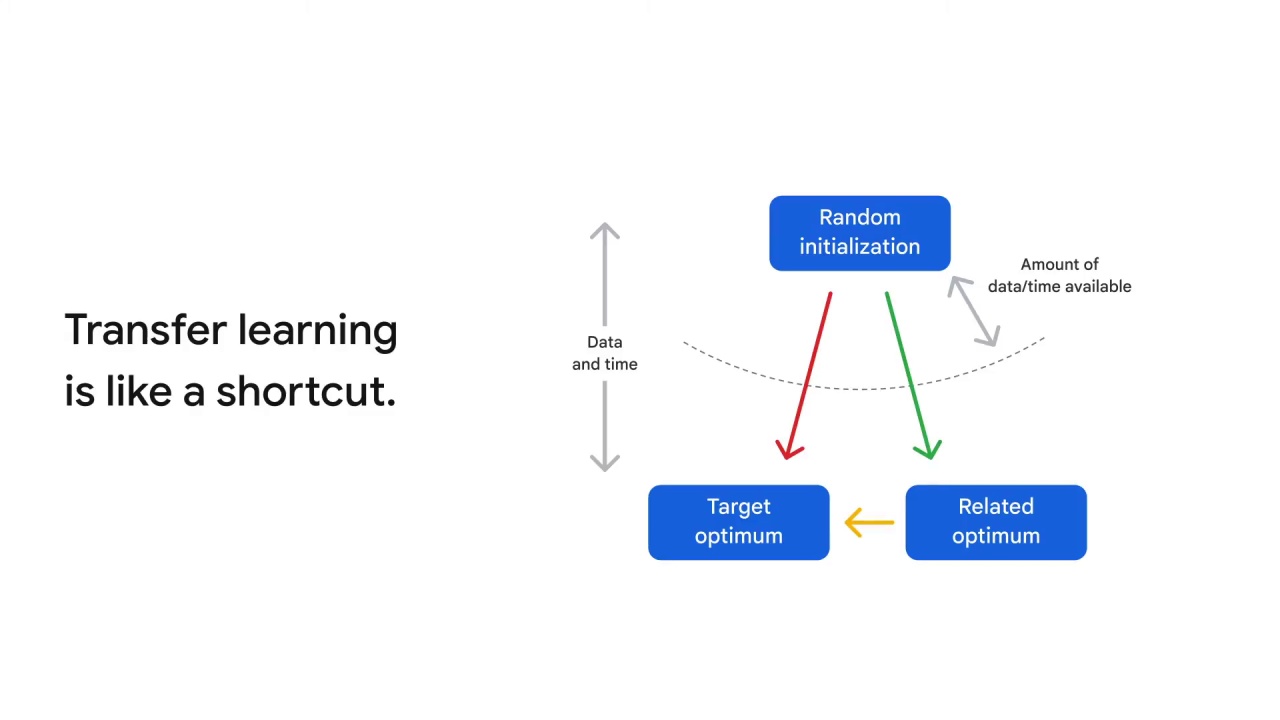 Transfer learning
is like a shortcut.
Data
and time
Random
initialization
Amount of
data/time available
Target
optimum
Related
optimum